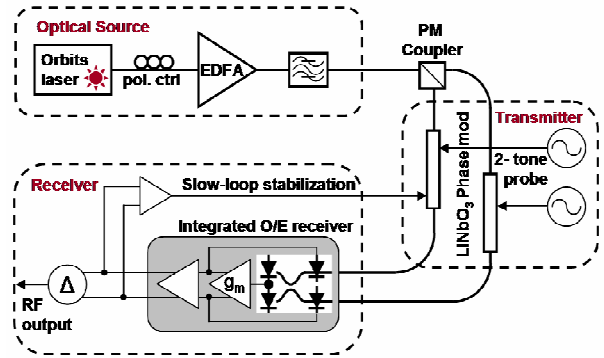 Optical Source
Orbits
laser
pol. ctrl
EDFA
PM
Coupler
Transmitter
LiNbO3 Phase mod
2- tone
probe
Receiver
Slow-loop stabilization
Integrated O/E receiver
gm
Δ
RF
output